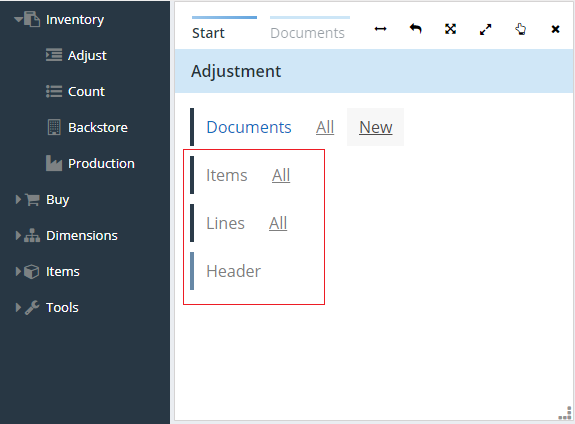 Inventory
Adjust
Count
Backstore
Production
Buy
Dimensions
Items
Tools
Start
Documents
Adjustment
Documents All New
Items All
Lines All
Header